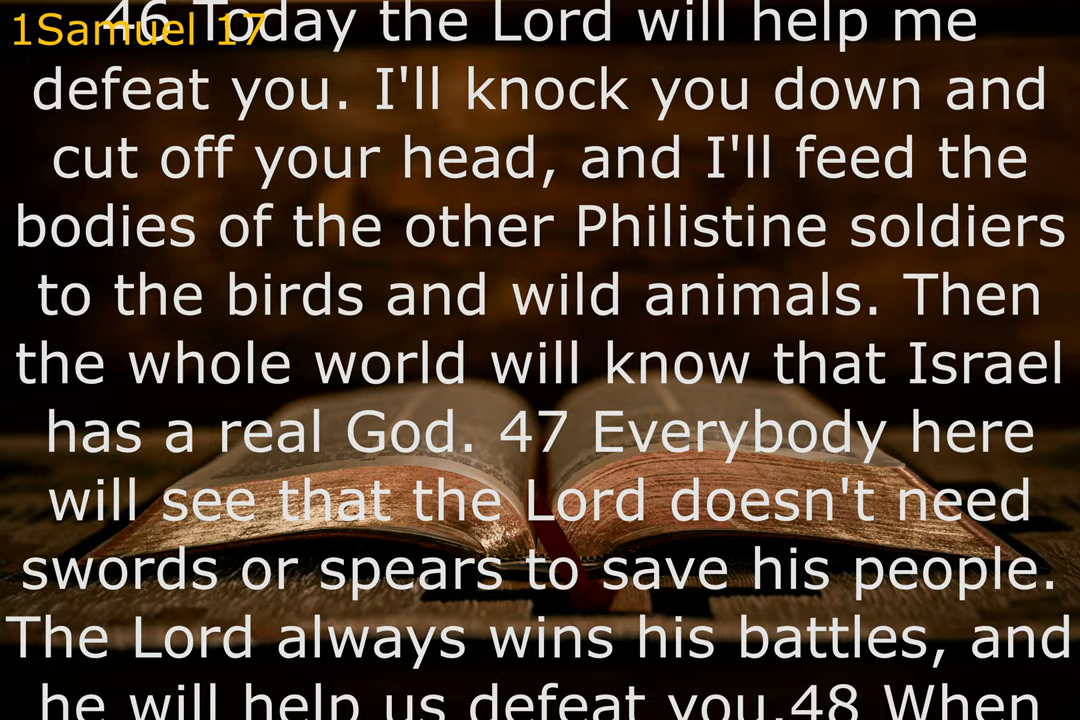 1Samuel 17
46 Today the Lord will help me
defeat you. I'll knock you down and
cut off your head, and I'll feed the
bodies of the other Philistine soldiers
to the birds and wild animals. Then
the whole world will know that Israel
has a real God. 47 Everybody here
will see that the Lord doesn't need
swords or spears to save his people.
The Lord always wins his battles, and
he will help us defeat you.48 When